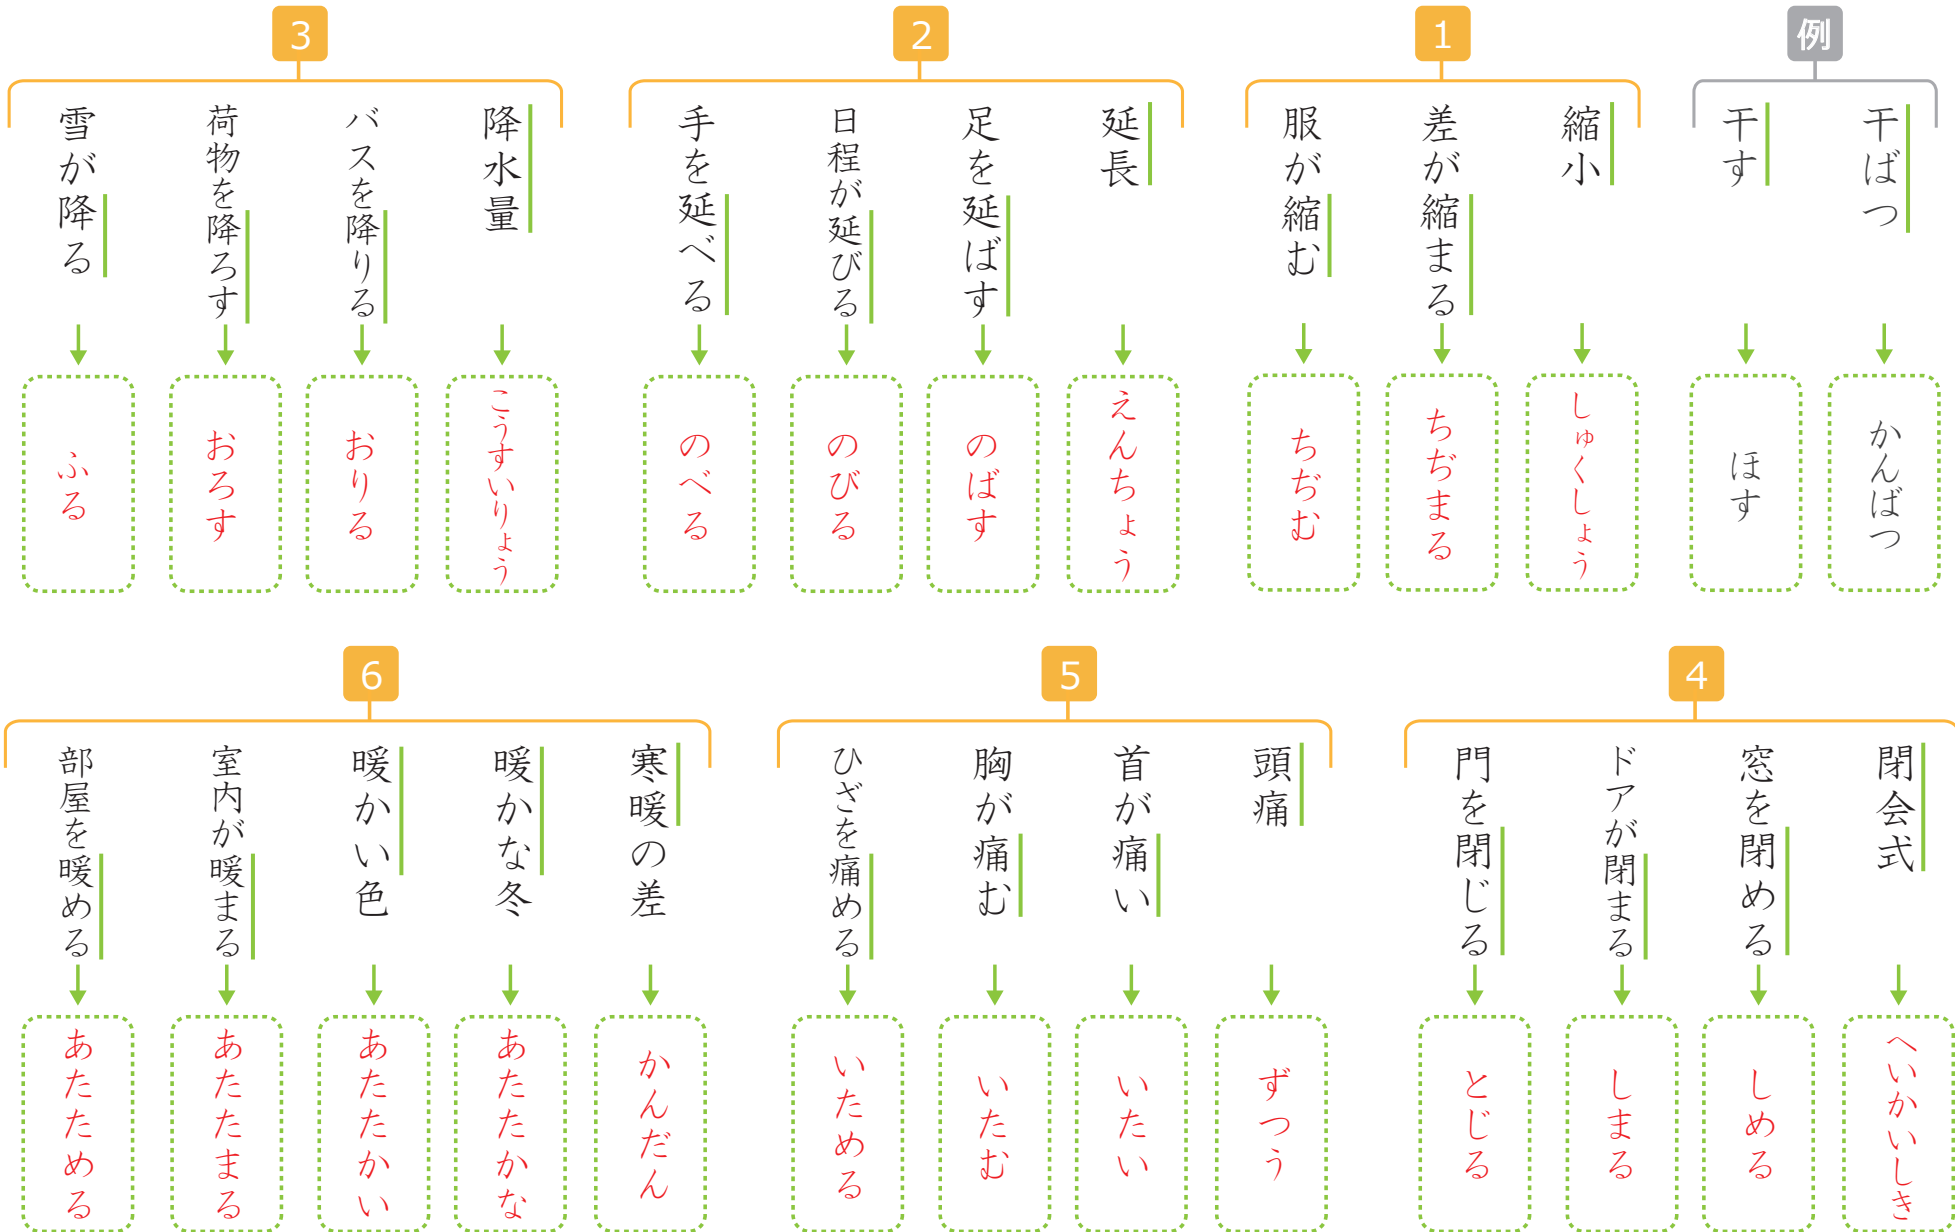 例
干ばつ
かんばつ
干す
ほす
1
縮小
しゅくしょう
差が縮まる
ちぢまる
服が縮む
ちぢむ
2
延長
えんちょう
足を延ばす
のばす
日程が延びる
のびる
手を延べる
のべる
3
降水量
こうすいりょう
バスを降りる
おりる
荷物を降ろす
おろす
雪が降る
ふる
4
閉会式
へいかいしき
窓を閉める
しめる
ドアが閉まる
しまる
門を閉じる
とじる
5
頭痛
ずつう
首が痛い
いたい
胸が痛む
いたむ
ひざを痛める
いためる
6
寒暖の差
かんだん
暖かな冬
あたたかな
暖かい色
あたたかい
室内が暖まる
あたたまる
部屋を暖める
あたためる